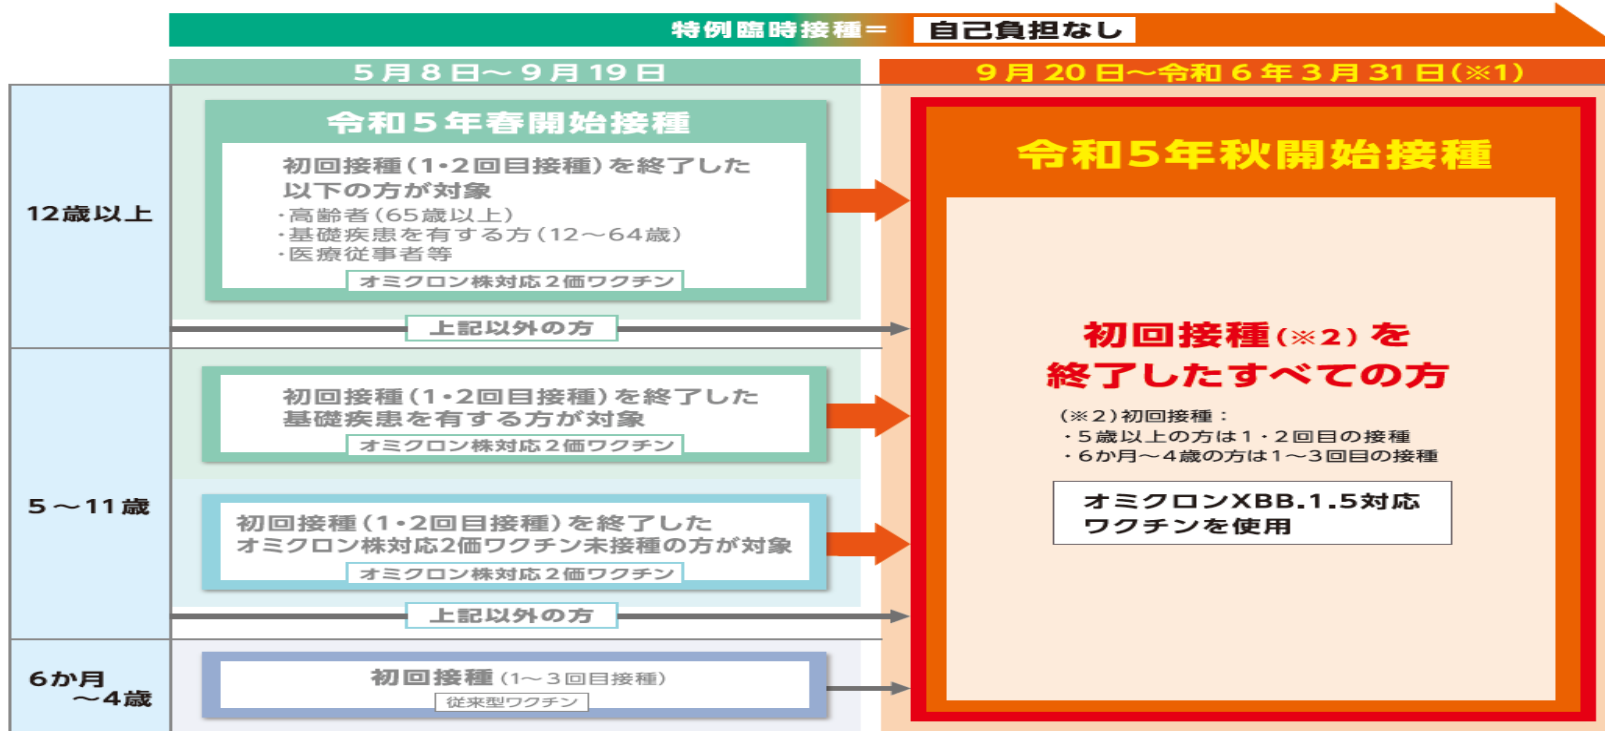 特例臨時接種= 自己負担なし
5月8日~9月19日
9月20日~令和6年3月31日(※1)
12歳以上
令和5年春開始接種
初回接種(1・2回目接種)を終了した
以下の方が対象
・高齢者(65歳以上)
・基礎疾患を有する方(12~64歳)
・医療従事者等
オミクロン株対応2価ワクチン
上記以外の方
5~11歳
初回接種(1・2回目接種)を終了した
基礎疾患を有する方が対象
オミクロン株対応2価ワクチン
初回接種(1・2回目接種)を終了した
オミクロン株対応2価ワクチン未接種の方が対象
オミクロン株対応2価ワクチン
上記以外の方
6か月
~4歳
初回接種(1~3回目接種)
従来型ワクチン
令和5年秋開始接種
初回接種(※2)を
終了したすべての方
(※2)初回接種:
・5歳以上の方は1・2回目の接種
・6か月~4歳の方は1~3回目の接種
オミクロンXBB.1.5対応
ワクチンを使用